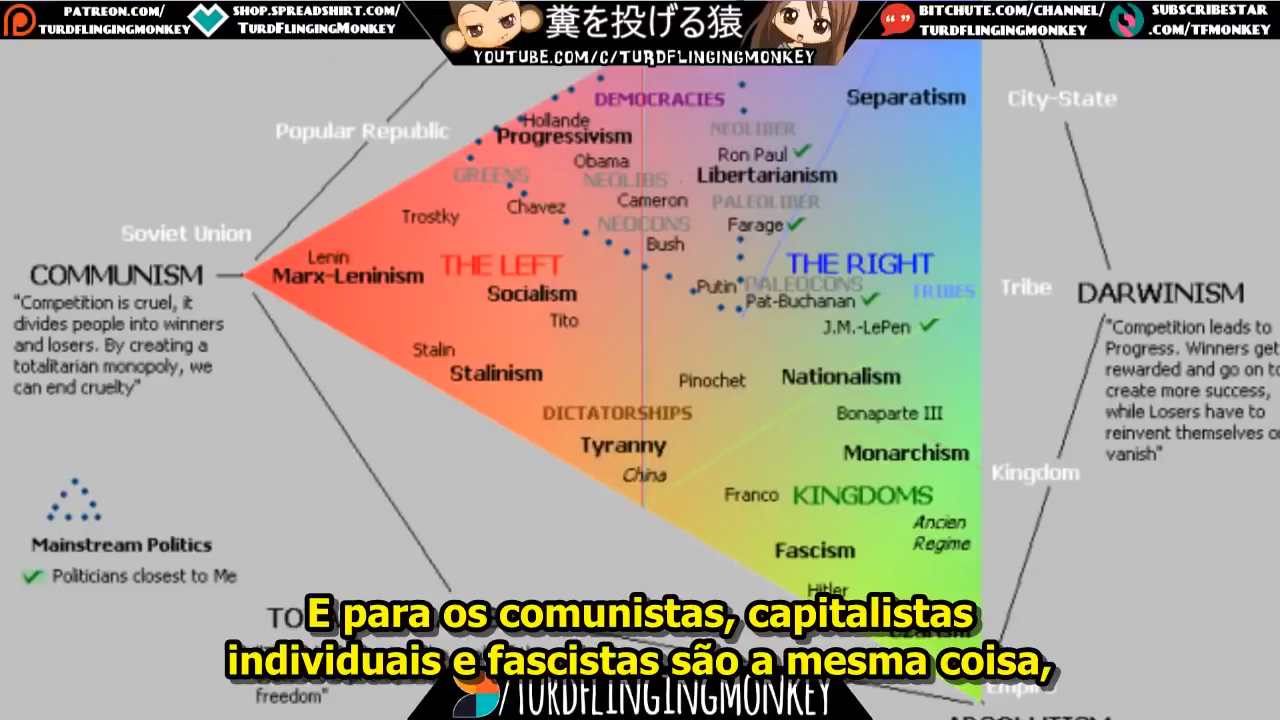 PATREON.COM/
TURDFLINGINGMONKEY
SHOP.SPREADSHIRT.COM/
TURDFLINGINGMONKEY
糞を投げる猿
YOUTUBE.COM/C/TURDFLINGINGMONKEY
BITCHUTE.COM/CHANNEL/
TURDFLINGINGMONKEY
SUBSCRIBESTAR
.COM/TFMONKEY
DEMOCRACIES
Separatism
City-State
Hollande
Popular Republic
Progressivism
NEOLIBER
Ron Paul
Obama
GREENS
NEOLIBS
Libertarianism
Cameron
PALEOLIBER
Chavez
Trostky
NEOCONS
Farage
Soviet Union
Bush
Lenin
THE LEFT
THE RIGHT
COMMUNISM
Marx-Leninism
Putin
PALEOCONS
TRIBES
Tribe
DARWINISM
"Competition is cruel, it
divides people into winners
and losers. By creating a
totalitarian monopoly, we
can end cruelty"
Socialism
Pat-Buchanan
Tito
J.M.-LePen
"Competition leads to
Progress. Winners get
rewarded and go on to
create more success,
while Losers have to
reinvent themselves or
vanish"
Stalin
Stalinism
Pinochet
Nationalism
DICTATORSHIPS
Bonaparte III
Tyranny
Monarchism
China
Kingdom
Franco
KINGDOMS
Ancien
Regime
Mainstream Politics
Fascism
Politicians closest to Me
Hitler
TO
E para os comunistas, capitalistas
individuais e fascistas são a mesma coisa,
freedom"
/TURDFLINGINGMONKEY
Empire